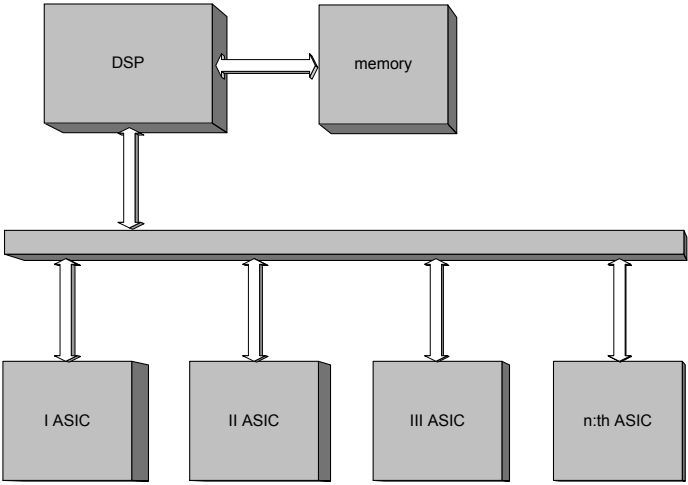 DSP
memory
I ASIC
II ASIC
III ASIC
n:th ASIC